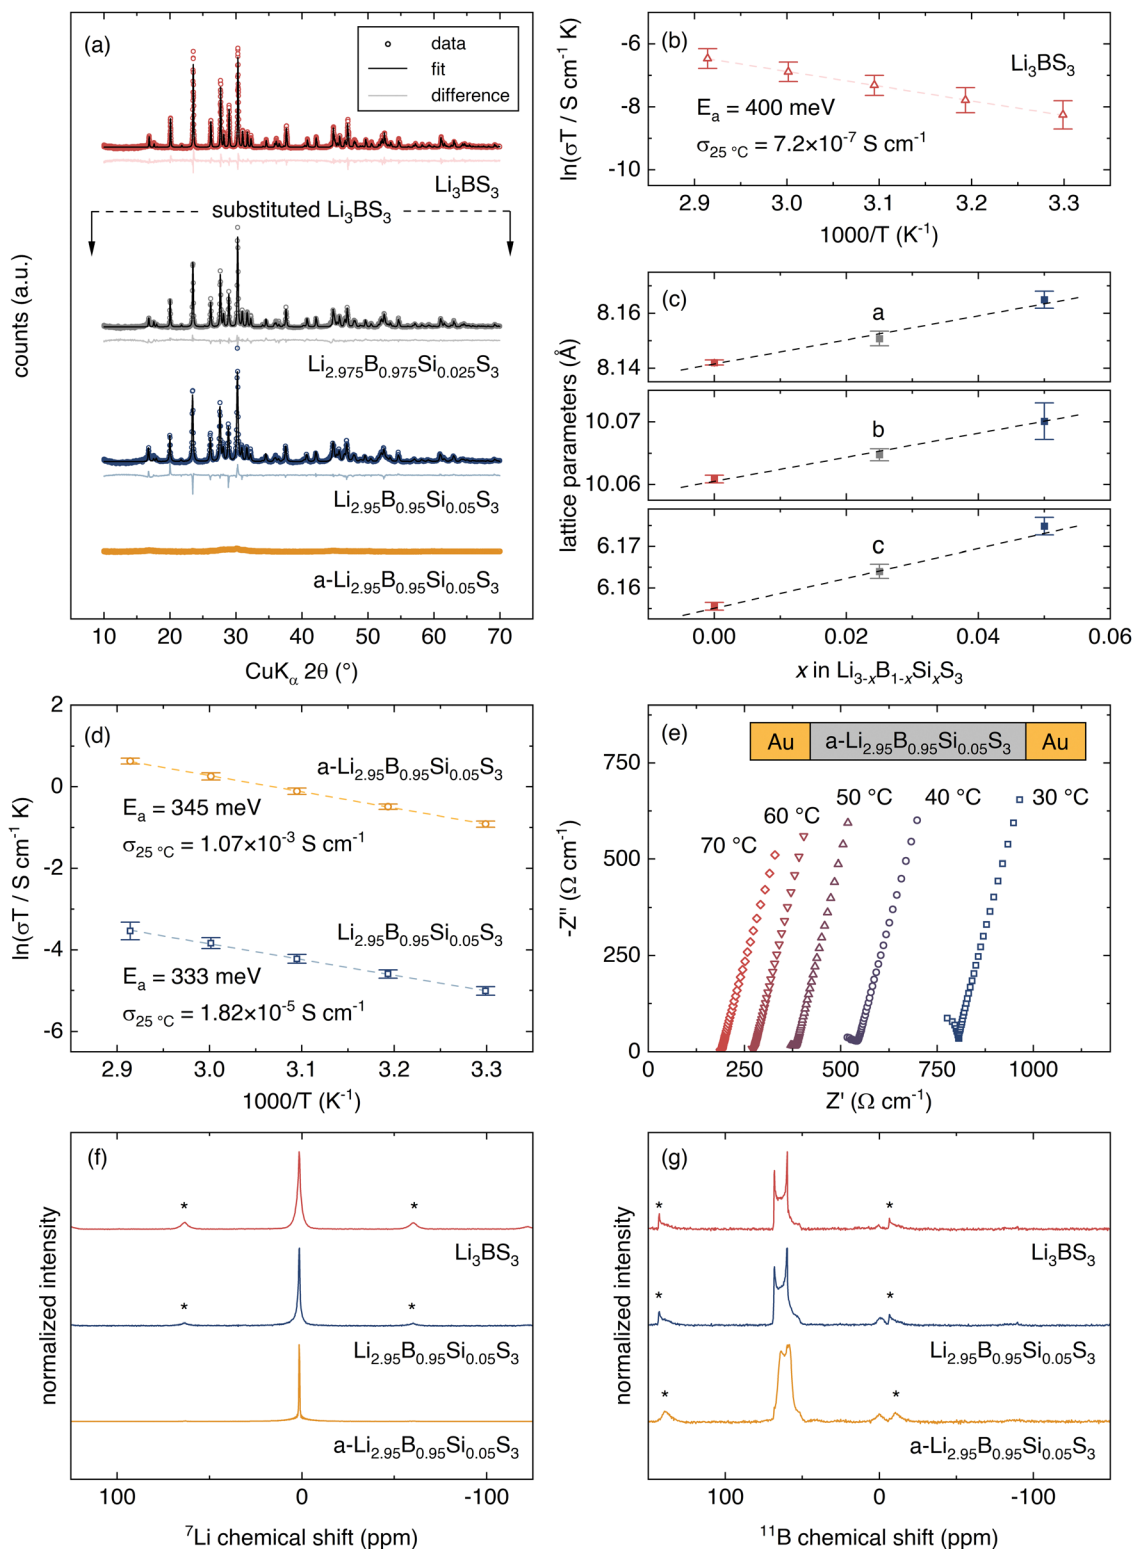 (a)
data
fit
difference
Li₃BS₃
substituted Li₃BS₃
Li₂.₉₇₅B₀.₉₇₅Si₀.₀₂₅S₃
Li₂.₉₅B₀.₉₅Si₀.₀₅S₃
a-Li₂.₉₅B₀.₉₅Si₀.₀₅S₃
counts (a.u.)
10 20 30 40 50 60 70
CuKα 2θ (°)
(b)
Li₃BS₃
Eₐ = 400 meV
σ₂₅ °C = 7.2×10⁻⁷ S cm⁻¹
ln(σT / S cm⁻¹ K)
-6
-8
-10
2.9 3.0 3.1 3.2 3.3
1000/T (K⁻¹)
(c)
a
8.16
8.14
b
10.07
10.06
c
6.17
6.16
lattice parameters (Å)
0.00 0.02 0.04 0.06
x in Li₃₋ₓB₁₋ₓSiₓS₃
(d)
2
0
-2
-4
-6
ln(σT / S cm⁻¹ K)
a-Li₂.₉₅B₀.₉₅Si₀.₀₅S₃
Eₐ = 345 meV
σ₂₅ °C = 1.07×10⁻³ S cm⁻¹
Li₂.₉₅B₀.₉₅Si₀.₀₅S₃
Eₐ = 333 meV
σ₂₅ °C = 1.82×10⁻⁵ S cm⁻¹
2.9 3.0 3.1 3.2 3.3
1000/T (K⁻¹)
(e)
Au a-Li₂.₉₅B₀.₉₅Si₀.₀₅S₃ Au
70 °C 60 °C 50 °C 40 °C 30 °C
750
500
250
0
-Z'' (Ω cm⁻¹)
0 250 500 750 1000
Z' (Ω cm⁻¹)
(f)
* *
Li₃BS₃
* *
Li₂.₉₅B₀.₉₅Si₀.₀₅S₃
a-Li₂.₉₅B₀.₉₅Si₀.₀₅S₃
normalized intensity
100 0 -100
⁷Li chemical shift (ppm)
(g)
* *
Li₃BS₃
* *
Li₂.₉₅B₀.₉₅Si₀.₀₅S₃
* *
a-Li₂.₉₅B₀.₉₅Si₀.₀₅S₃
normalized intensity
100 0 -100
¹¹B chemical shift (ppm)